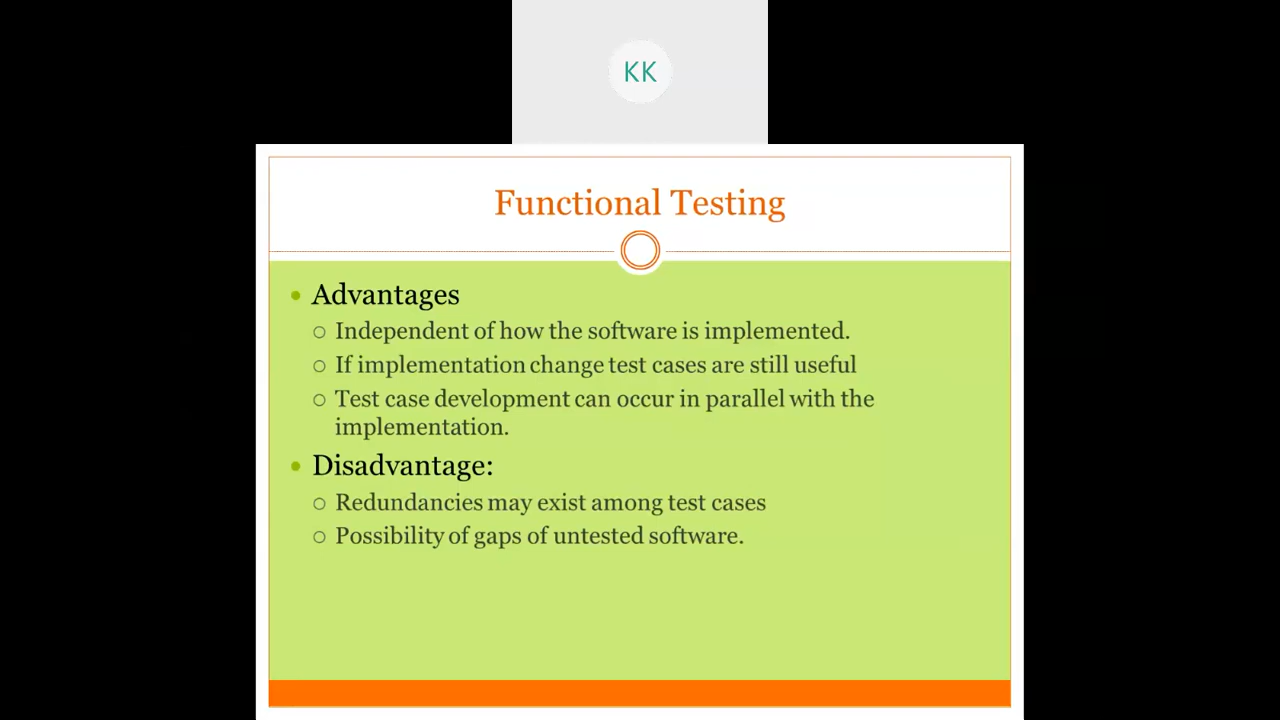 KK
Functional Testing
Advantages
Independent of how the software is implemented.
If implementation change test cases are still useful
Test case development can occur in parallel with the
implementation.
Disadvantage:
Redundancies may exist among test cases
Possibility of gaps of untested software.